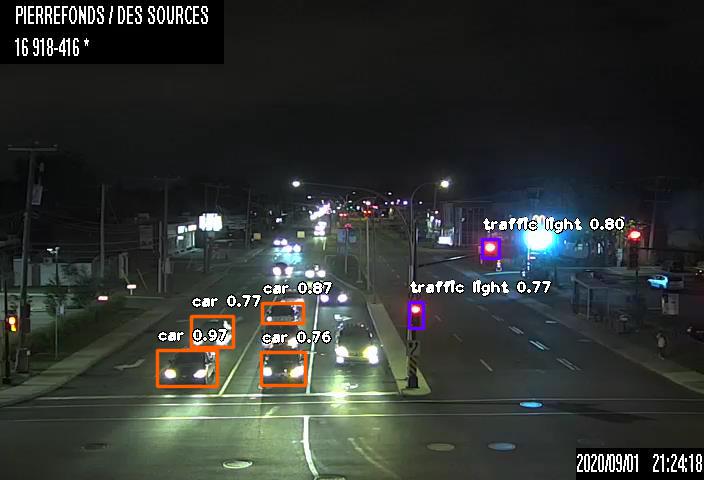 PIERREFONDS / DES SOURCES
16 918-416 *
traffic light 0.80
traffic light 0.77
car 0.77
car 0.87
car 0.97
car 0.76
2020/09/01 21:24:18